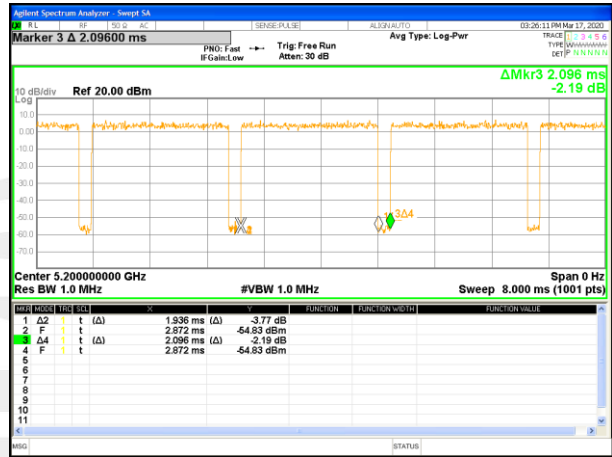 Agilent Spectrum Analyzer - Swept SA
RL RF 50 Ω AC SENSE:PULSE ALIGN AUTO 03:26:11 PM Mar 17, 2020
Marker 3 Δ 2.09600 ms PNO: Fast Trig: Free Run Avg Type: Log-Pwr TRACE 1 2 3 4 5 6
IFGain:Low Atten: 30 dB TYPE W
DET P N N N N N
ΔMkr3 2.096 ms
10 dB/div Ref 20.00 dBm -2.19 dB
Log
10.0
0.00
-10.0
-20.0
-30.0
-40.0
-50.0
3Δ4
-60.0
-70.0
Center 5.200000000 GHz Span 0 Hz
Res BW 1.0 MHz #VBW 1.0 MHz Sweep 8.000 ms (1001 pts)
MKR MODE TRC SCL X Y FUNCTION FUNCTION WIDTH FUNCTION VALUE
1 Δ2 1 t (Δ) 1.936 ms (Δ) -3.77 dB
2 F 1 t 2.872 ms -54.83 dBm
3 Δ4 1 t (Δ) 2.096 ms (Δ) -2.19 dB
4 F 1 t 2.872 ms -54.83 dBm
5
6
7
8
9
10
11
MSG STATUS